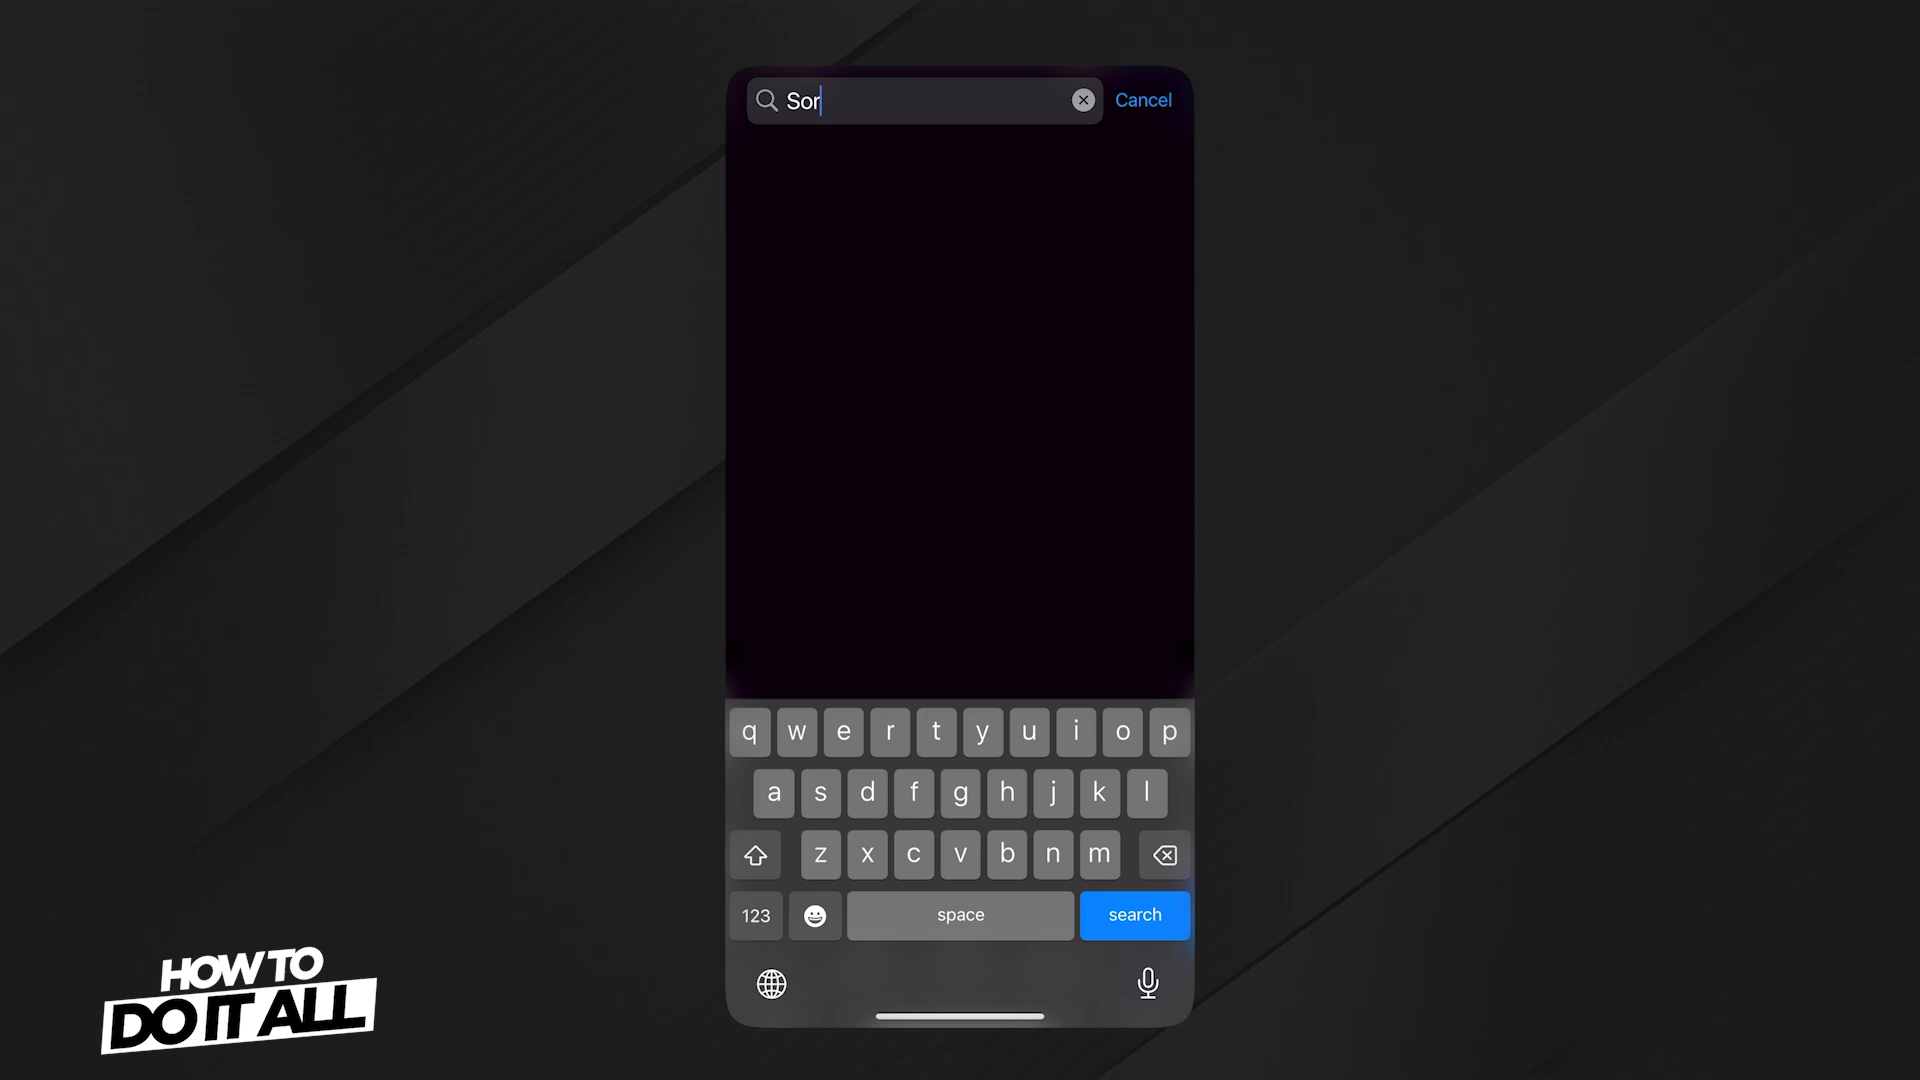 Sor
Cancel
q w e r t y u i o p
a s d f g h j k l
z x c v b n m
123
space
search
HOW TO
DO IT ALL